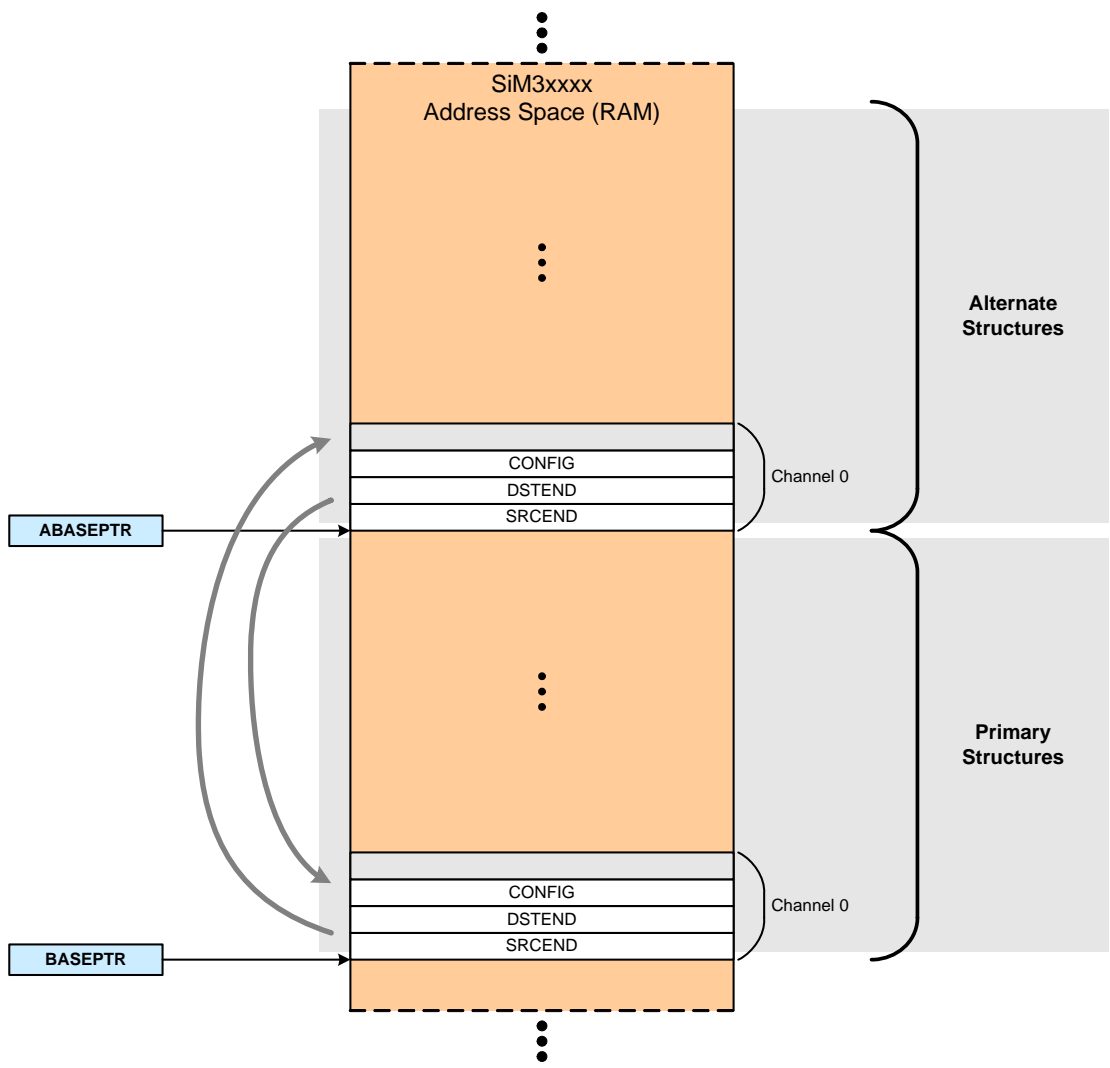 SiM3xxxx
Address Space (RAM)
Alternate
Structures
CONFIG
Channel 0
DSTEND
SRCEND
ABASEPTR
Primary
Structures
CONFIG
Channel 0
DSTEND
SRCEND
BASEPTR